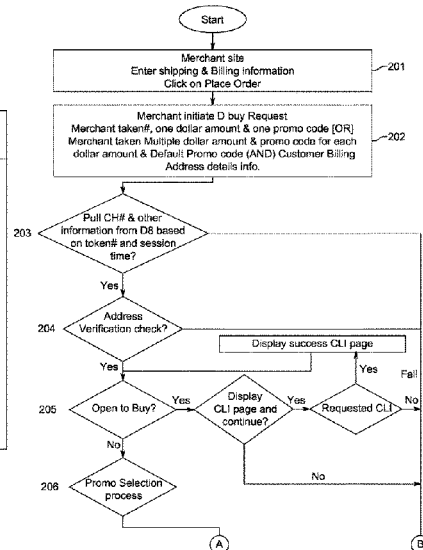 Start
Merchant site
Enter shipping & Billing information
Click on Place Order
201
Merchant initiate D buy Request
Merchant taken#, one dollar amount & one promo code [OR]
Merchant taken Multiple dollar amount & promo code for each
dollar amount & Default Promo code (AND) Customer Billing
Address details info.
202
203
Pull CH# & other
information from D8 based
on token# and session
time?
Yes
204
Address
Verification check?
Yes
Display success CLI page
Yes
Fail
205
Open to Buy?
Yes
Display
CLI page and
continue?
Yes
Requested CLI
No
No
No
206
Promo Selection
process
A
B